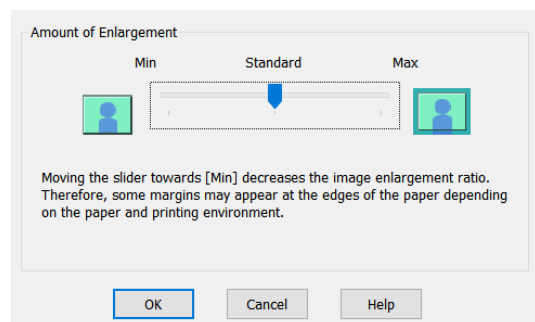 Amount of Enlargement
Min Standard Max
Moving the slider towards [Min] decreases the image enlargement ratio.
Therefore, some margins may appear at the edges of the paper depending
on the paper and printing environment.
OK Cancel Help